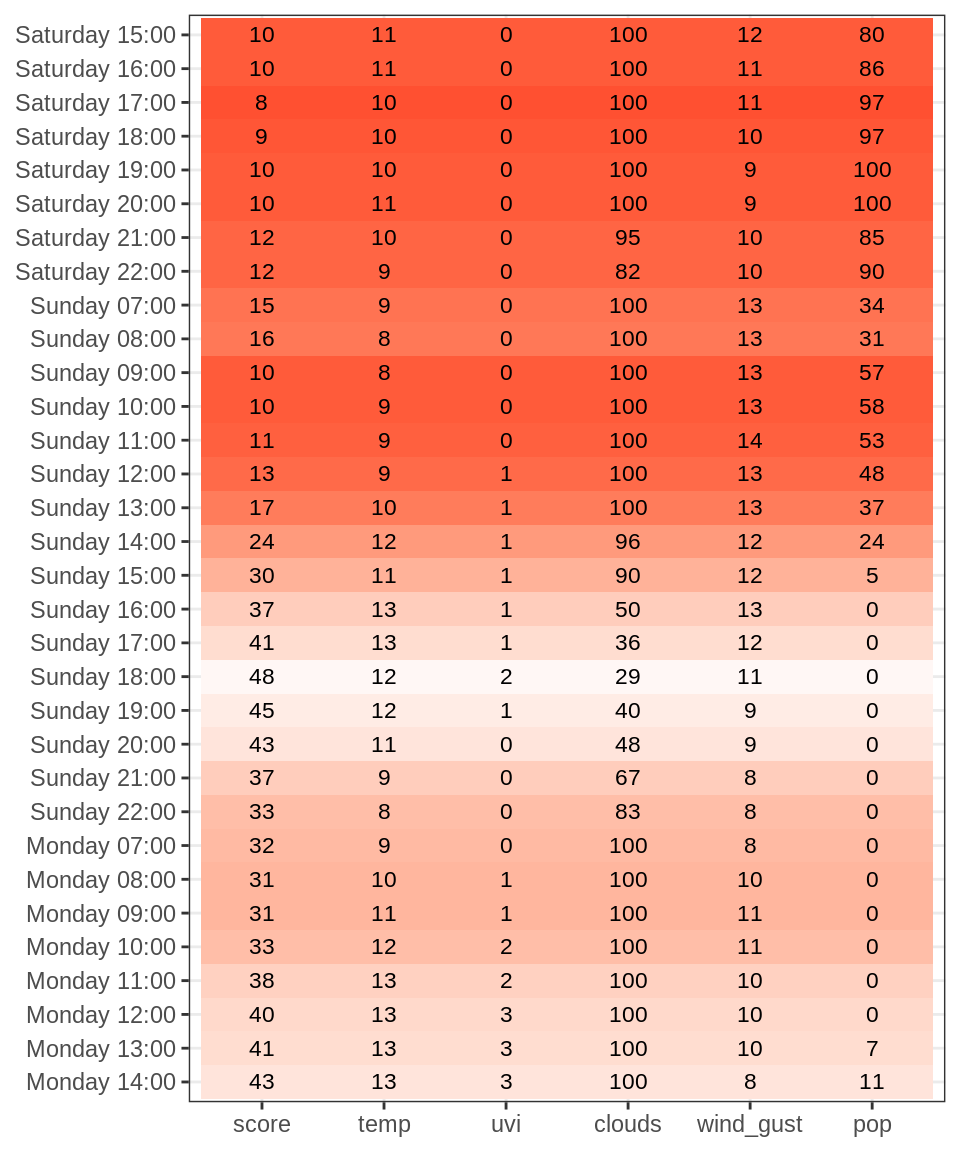 Saturday 15:00 10 11 0 100 12 80
Saturday 16:00 10 11 0 100 11 86
Saturday 17:00 8 10 0 100 11 97
Saturday 18:00 9 10 0 100 10 97
Saturday 19:00 10 10 0 100 9 100
Saturday 20:00 10 11 0 100 9 100
Saturday 21:00 12 10 0 95 10 85
Saturday 22:00 12 9 0 82 10 90
Sunday 07:00 15 9 0 100 13 34
Sunday 08:00 16 8 0 100 13 31
Sunday 09:00 10 8 0 100 13 57
Sunday 10:00 10 9 0 100 13 58
Sunday 11:00 11 9 0 100 14 53
Sunday 12:00 13 9 1 100 13 48
Sunday 13:00 17 10 1 100 13 37
Sunday 14:00 24 12 1 96 12 24
Sunday 15:00 30 11 1 90 12 5
Sunday 16:00 37 13 1 50 13 0
Sunday 17:00 41 13 1 36 12 0
Sunday 18:00 48 12 2 29 11 0
Sunday 19:00 45 12 1 40 9 0
Sunday 20:00 43 11 0 48 9 0
Sunday 21:00 37 9 0 67 8 0
Sunday 22:00 33 8 0 83 8 0
Monday 07:00 32 9 0 100 8 0
Monday 08:00 31 10 1 100 10 0
Monday 09:00 31 11 1 100 11 0
Monday 10:00 33 12 2 100 11 0
Monday 11:00 38 13 2 100 10 0
Monday 12:00 40 13 3 100 10 0
Monday 13:00 41 13 3 100 10 7
Monday 14:00 43 13 3 100 8 11
score temp uvi clouds wind_gust pop